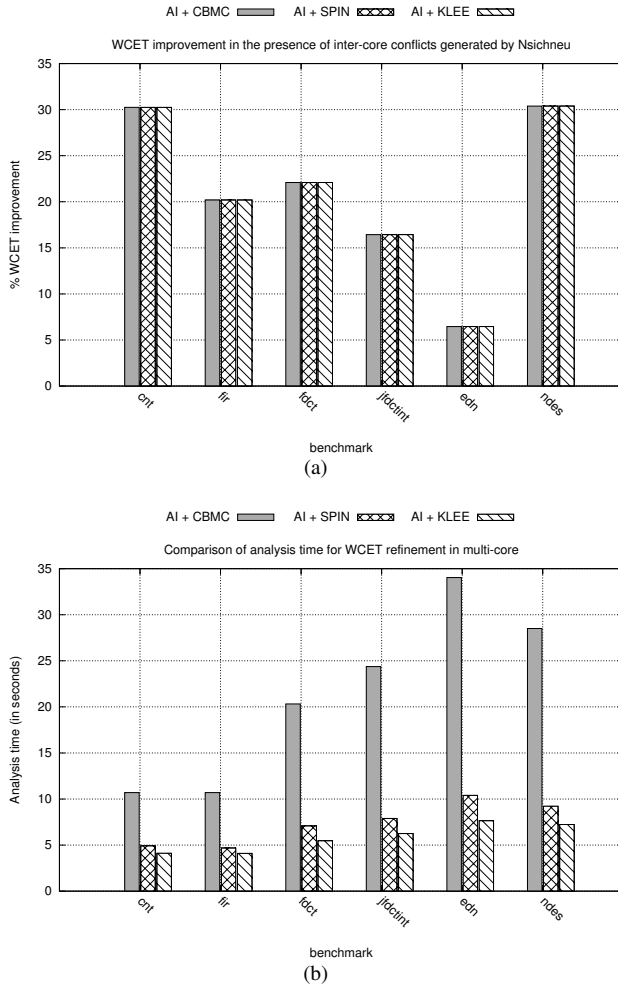 AI + CBMC AI + SPIN AI + KLEE
WCET improvement in the presence of inter-core conflicts generated by Nsichneu
35
30
25
20
15
10
5
0
% WCET improvement
cnt fir fdct jfdctint edn ndes
benchmark
(a)
AI + CBMC AI + SPIN AI + KLEE
Comparison of analysis time for WCET refinement in multi-core
35
30
25
20
15
10
5
0
Analysis time (in seconds)
cnt fir fdct jfdctint edn ndes
benchmark
(b)